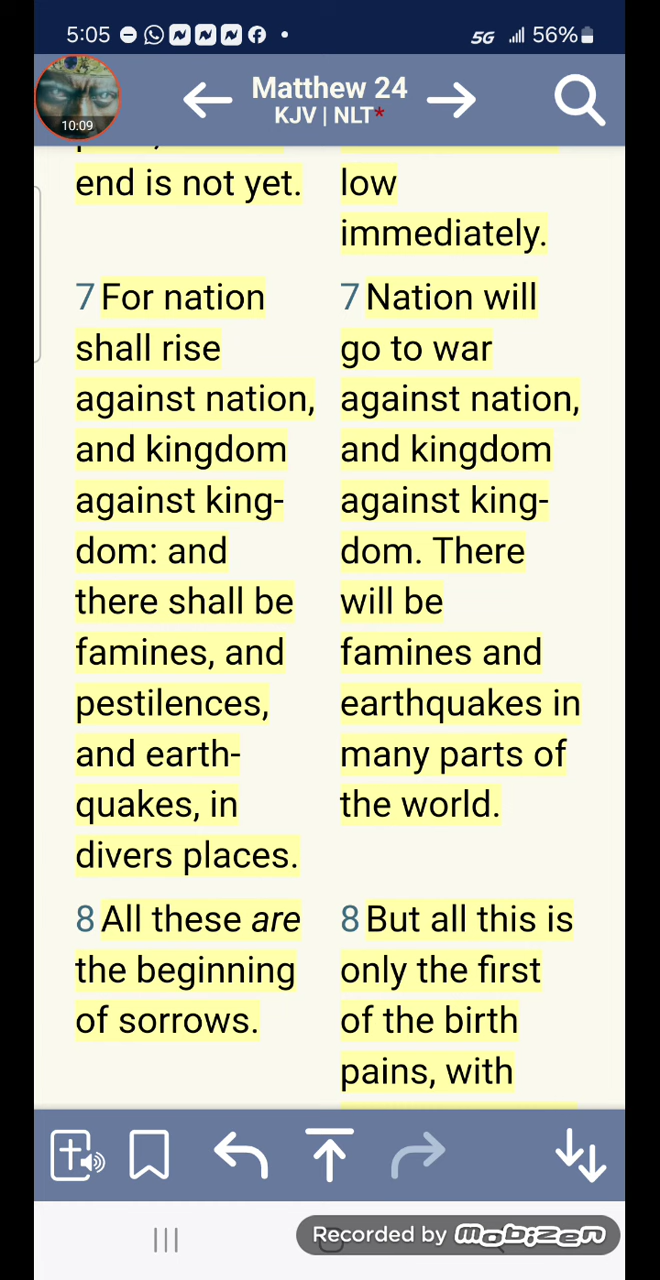 5:05
5G
56%
10:09
Matthew 24
KJV | NLT*
end is not yet.
7 For nation
shall rise
against nation,
and kingdom
against king-
dom: and
there shall be
famines, and
pestilences,
and earth-
quakes, in
divers places.
8 All these are
the beginning
of sorrows.
low
immediately.
7 Nation will
go to war
against nation,
and kingdom
against king-
dom. There
will be
famines and
earthquakes in
many parts of
the world.
8 But all this is
only the first
of the birth
pains, with
Recorded by mobizen